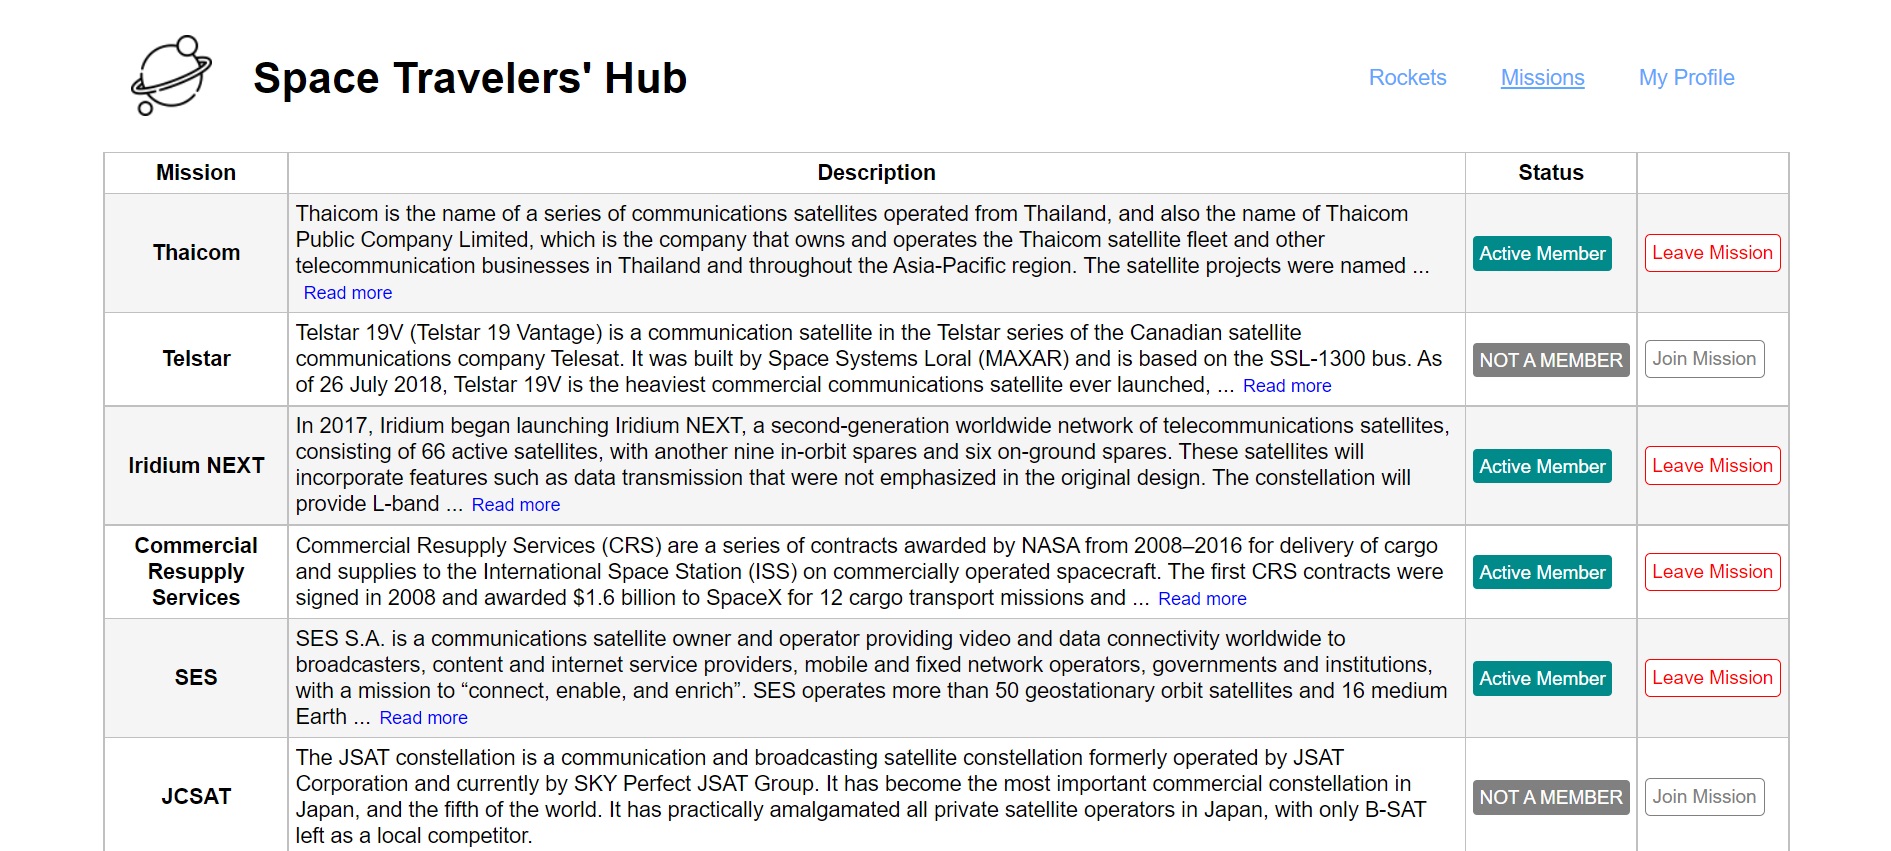 Space Travelers' Hub
Rockets
Missions
My Profile
Mission
Description
Status
Thaicom
Thaicom is the name of a series of communications satellites operated from Thailand, and also the name of Thaicom
Public Company Limited, which is the company that owns and operates the Thaicom satellite fleet and other
telecommunication businesses in Thailand and throughout the Asia-Pacific region. The satellite projects were named ...
Read more
Active Member
Leave Mission
Telstar
Telstar 19V (Telstar 19 Vantage) is a communication satellite in the Telstar series of the Canadian satellite
communications company Telesat. It was built by Space Systems Loral (MAXAR) and is based on the SSL-1300 bus. As
of 26 July 2018, Telstar 19V is the heaviest commercial communications satellite ever launched, ... Read more
NOT A MEMBER
Join Mission
Iridium NEXT
In 2017, Iridium began launching Iridium NEXT, a second-generation worldwide network of telecommunications satellites,
consisting of 66 active satellites, with another nine in-orbit spares and six on-ground spares. These satellites will
incorporate features such as data transmission that were not emphasized in the original design. The constellation will
provide L-band ... Read more
Active Member
Leave Mission
Commercial
Resupply
Services
Commercial Resupply Services (CRS) are a series of contracts awarded by NASA from 2008–2016 for delivery of cargo
and supplies to the International Space Station (ISS) on commercially operated spacecraft. The first CRS contracts were
signed in 2008 and awarded $1.6 billion to SpaceX for 12 cargo transport missions and ... Read more
Active Member
Leave Mission
SES
SES S.A. is a communications satellite owner and operator providing video and data connectivity worldwide to
broadcasters, content and internet service providers, mobile and fixed network operators, governments and institutions,
with a mission to “connect, enable, and enrich”. SES operates more than 50 geostationary orbit satellites and 16 medium
Earth ... Read more
Active Member
Leave Mission
JCSAT
The JSAT constellation is a communication and broadcasting satellite constellation formerly operated by JSAT
Corporation and currently by SKY Perfect JSAT Group. It has become the most important commercial constellation in
Japan, and the fifth of the world. It has practically amalgamated all private satellite operators in Japan, with only B-SAT
left as a local competitor.
NOT A MEMBER
Join Mission